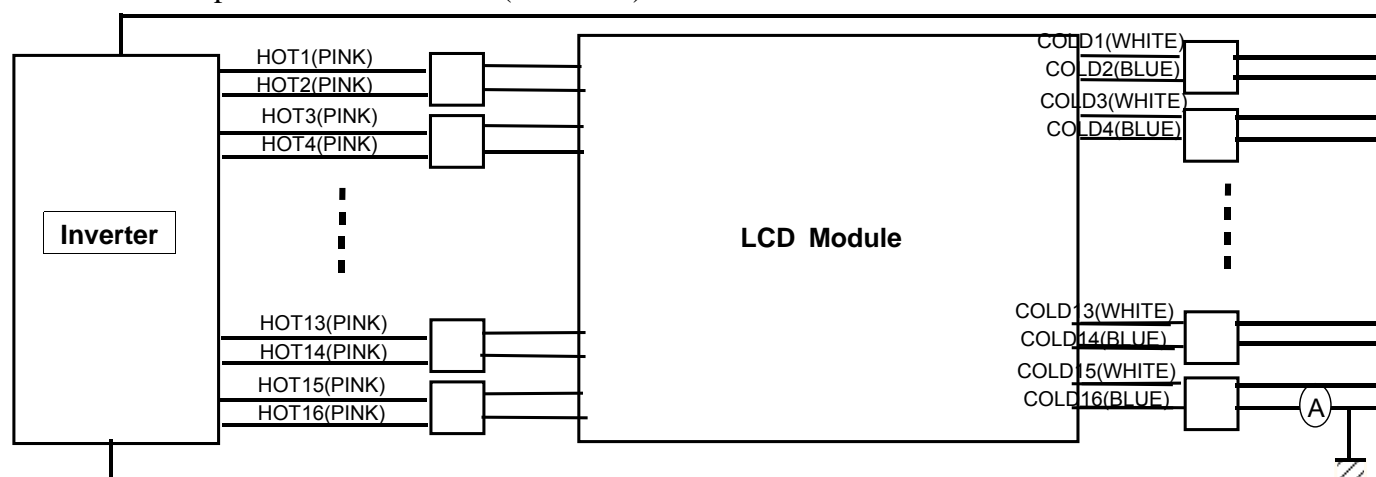 HOT1(PINK)
HOT2(PINK)
HOT3(PINK)
HOT4(PINK)
Inverter
HOT13(PINK)
HOT14(PINK)
HOT15(PINK)
HOT16(PINK)
LCD Module
COLD1(WHITE)
COLD2(BLUE)
COLD3(WHITE)
COLD4(BLUE)
COLD13(WHITE)
COLD14(BLUE)
COLD15(WHITE)
COLD16(BLUE)
A